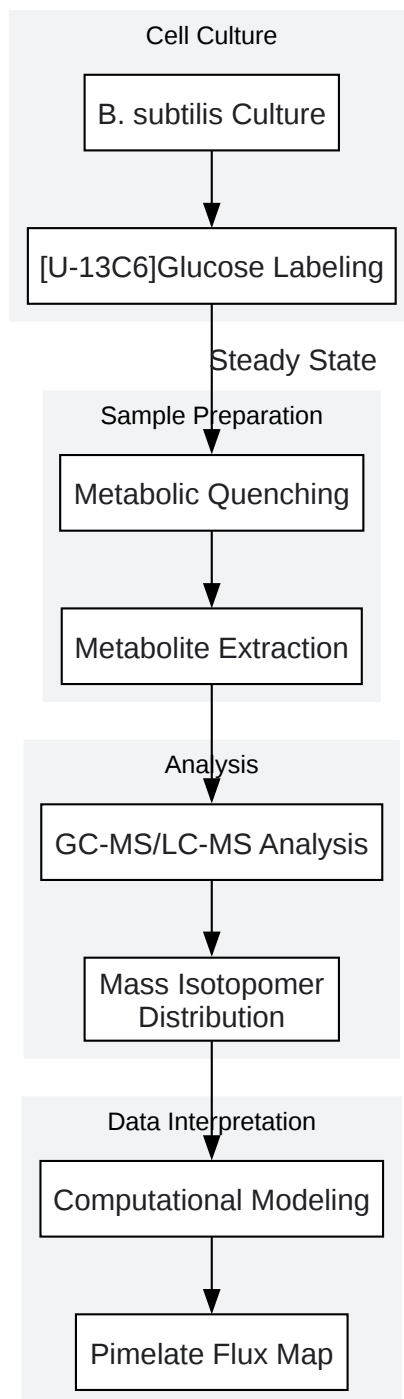 Cell Culture
B. subtilis Culture
[U-13C6]Glucose Labeling
Steady State
Sample Preparation
Metabolic Quenching
Metabolite Extraction
Analysis
GC-MS/LC-MS Analysis
Mass Isotopomer
Distribution
Data Interpretation
Computational Modeling
Pimelate Flux Map